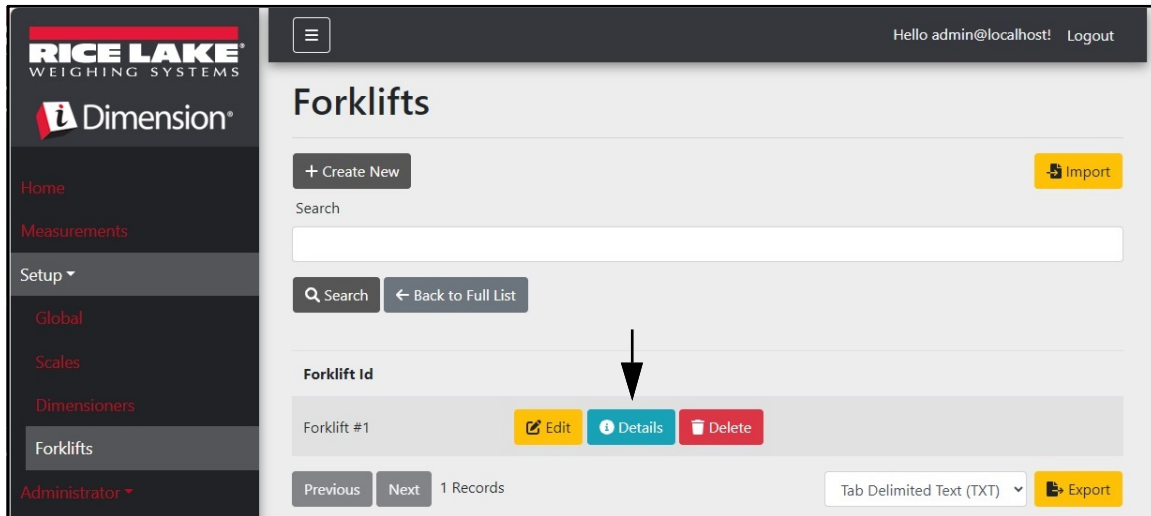 RICE LAKE®
WEIGHING SYSTEMS
i Dimension®
Home
Measurements
Setup
Global
Scales
Dimensioners
Forklifts
Administrator
Hello admin@localhost! Logout
Forklifts
+ Create New
Import
Search
Search ← Back to Full List
Forklift Id
Forklift #1 Edit Details Delete
Previous Next 1 Records Tab Delimited Text (TXT) Export